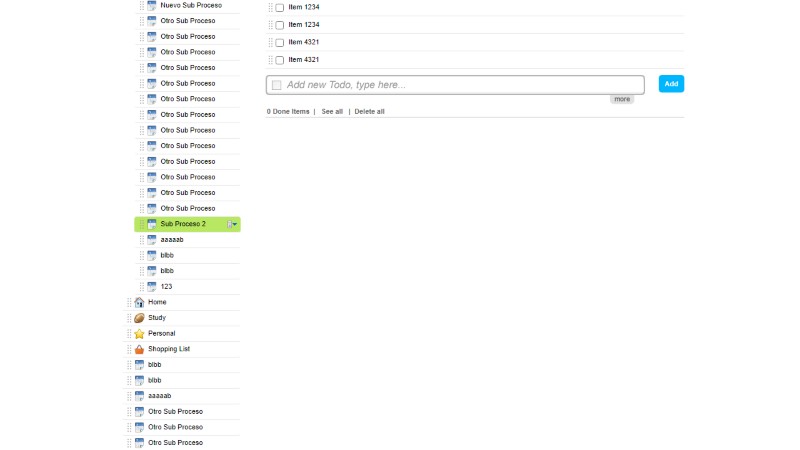 Nuevo Sub Proceso
Otro Sub Proceso
Otro Sub Proceso
Otro Sub Proceso
Otro Sub Proceso
Otro Sub Proceso
Otro Sub Proceso
Otro Sub Proceso
Otro Sub Proceso
Otro Sub Proceso
Otro Sub Proceso
Otro Sub Proceso
Otro Sub Proceso
Otro Sub Proceso
Sub Proceso 2
aaaaab
blbb
blbb
123
Home
Study
Personal
Shopping List
blbb
blbb
aaaaab
Otro Sub Proceso
Otro Sub Proceso
Otro Sub Proceso
Item 1234
Item 1234
Item 4321
Item 4321
Add new Todo, type here...
Add
more
0 Done Items | See all | Delete all